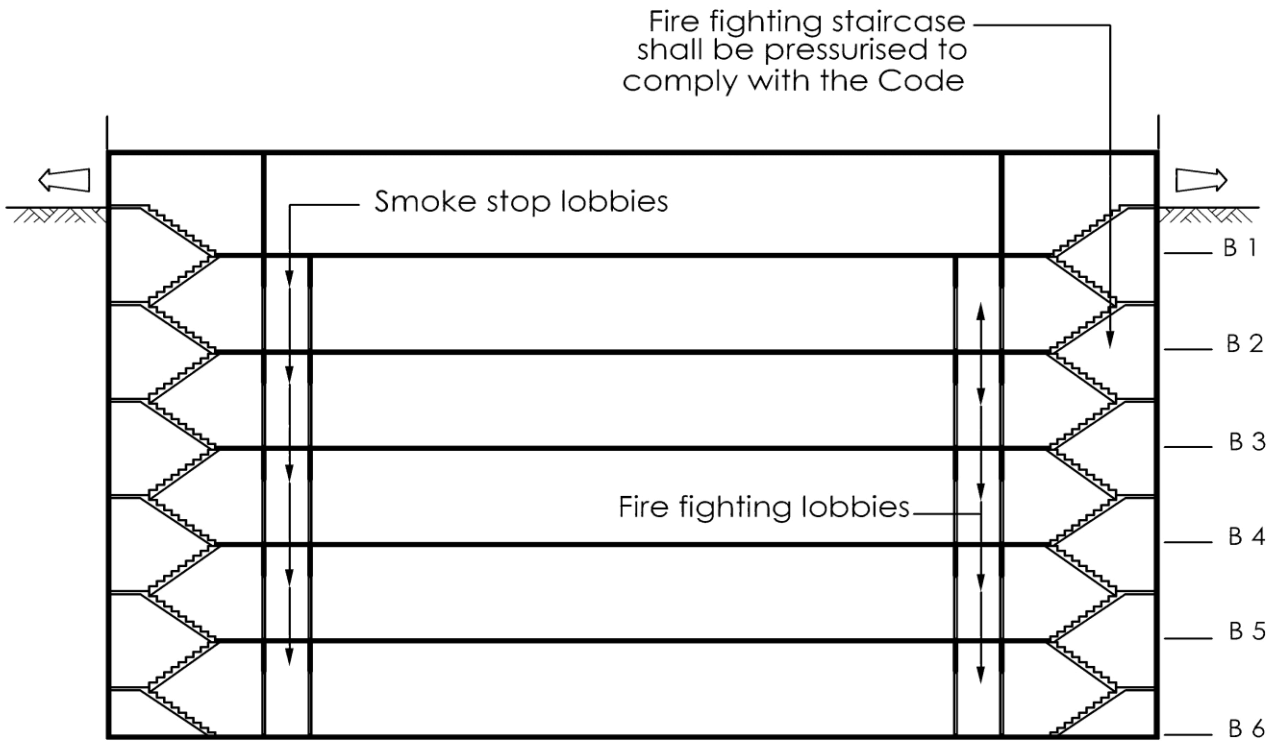 Fire fighting staircase
shall be pressurised to
comply with the Code
Smoke stop lobbies
B 1
B 2
B 3
Fire fighting lobbies
B 4
B 5
B 6